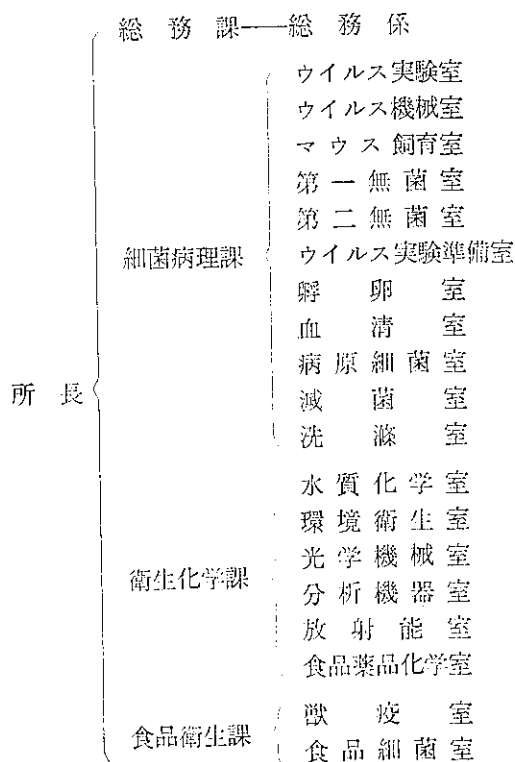 総務課――総務係
ウイルス実験室
ウイルス機械室
マウス飼育室
第一無菌室
第二無菌室
細菌病理課
ウイルス実験準備室
孵卵室
血清室
病原細菌室
所長
滅菌室
洗滌室
水質化学室
環境衛生室
光学機械室
衛生化学課
分析機器室
放射能室
食品薬品化学室
獣疫室
食品衛生課
食品細菌室